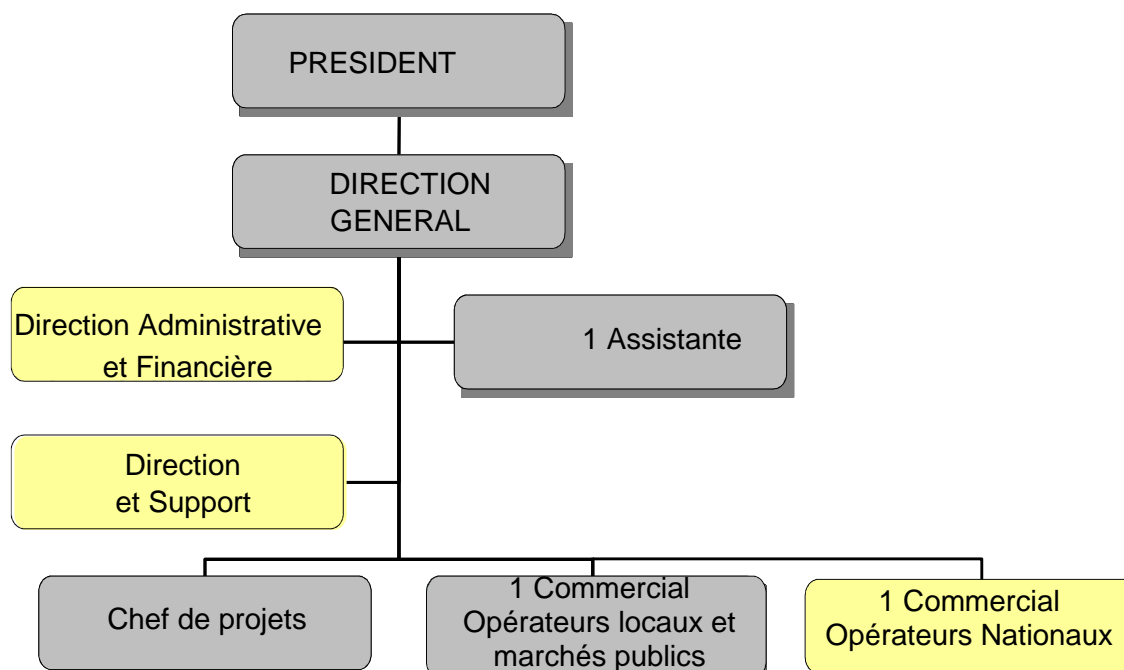 PRESIDENT
DIRECTION
GENERAL
Direction Administrative
et Financière
1 Assistante
Direction
et Support
Chef de projets
1 Commercial
Opérateurs locaux et
marchés publics
1 Commercial
Opérateurs Nationaux